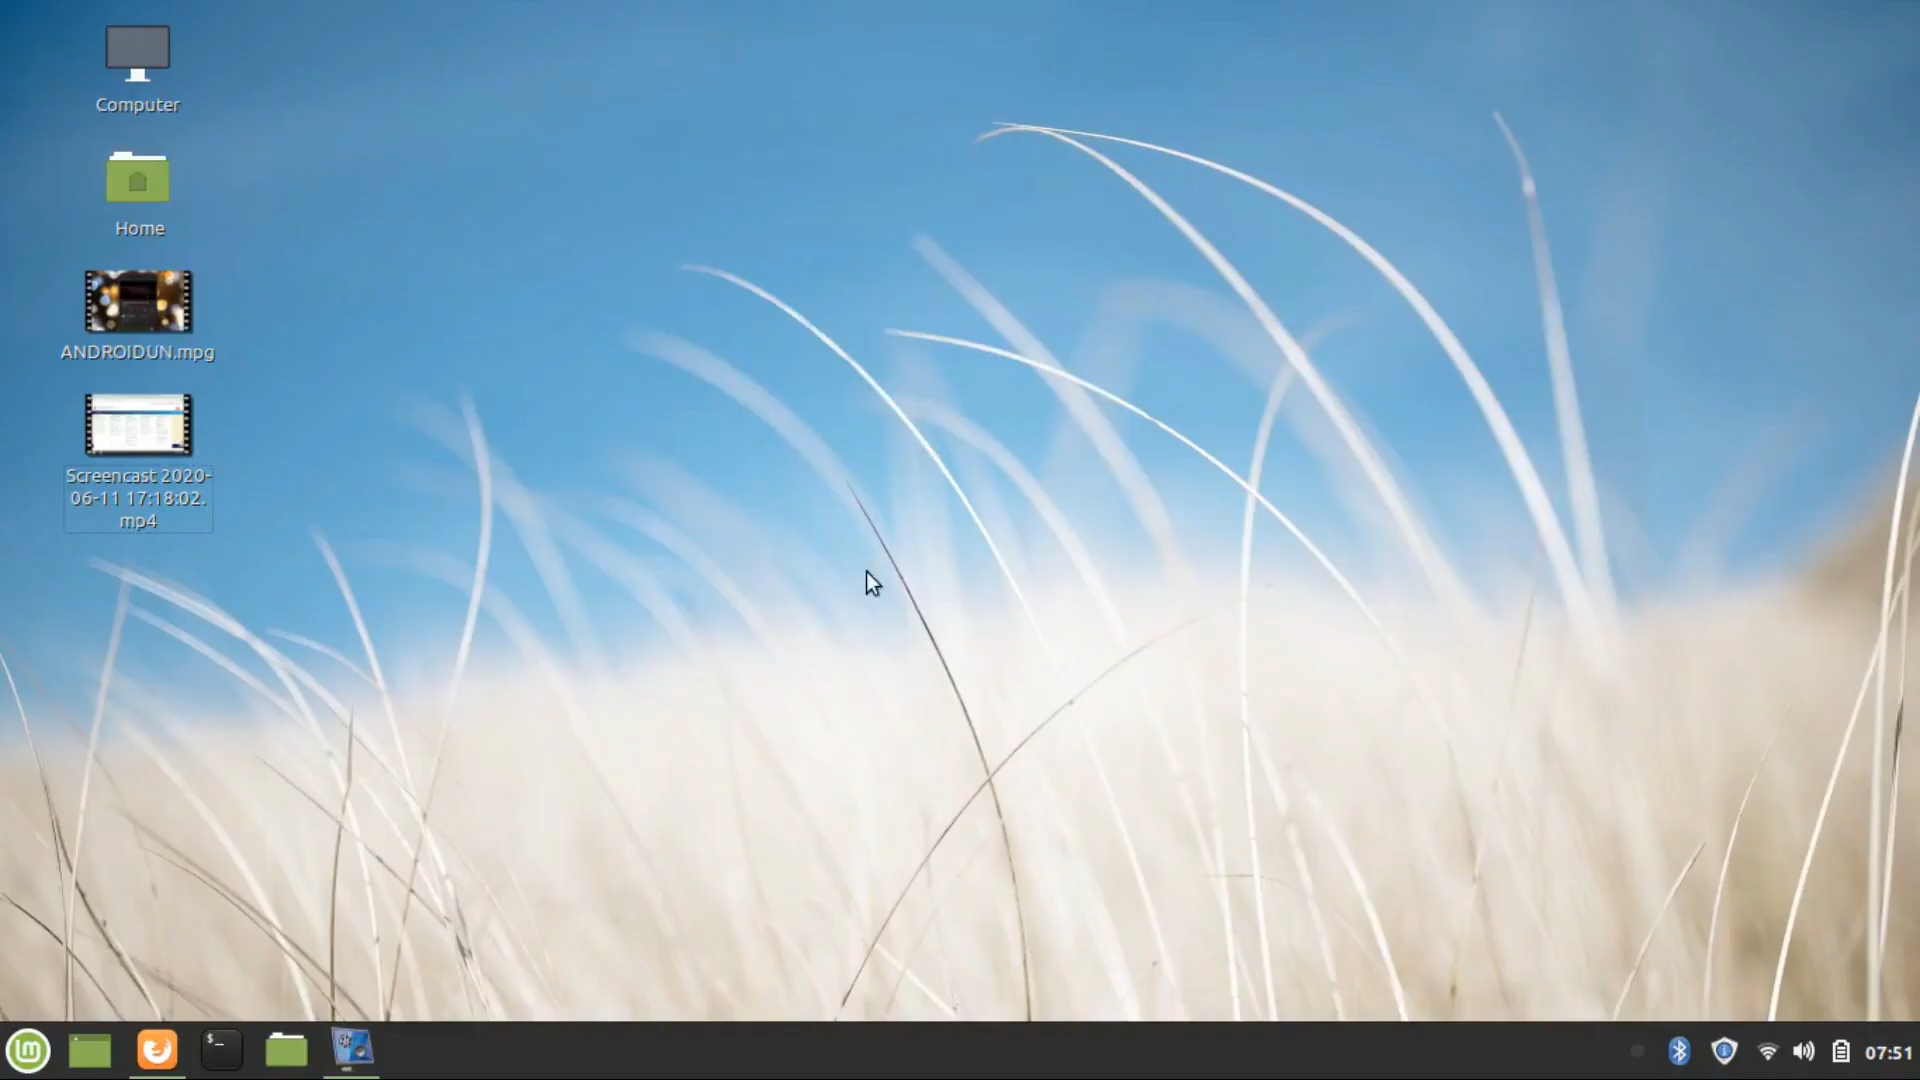 Computer
Home
ANDROIDUN.mpg
Screencast 2020-
06-11 17:18:02.
mp4
$_
07:51